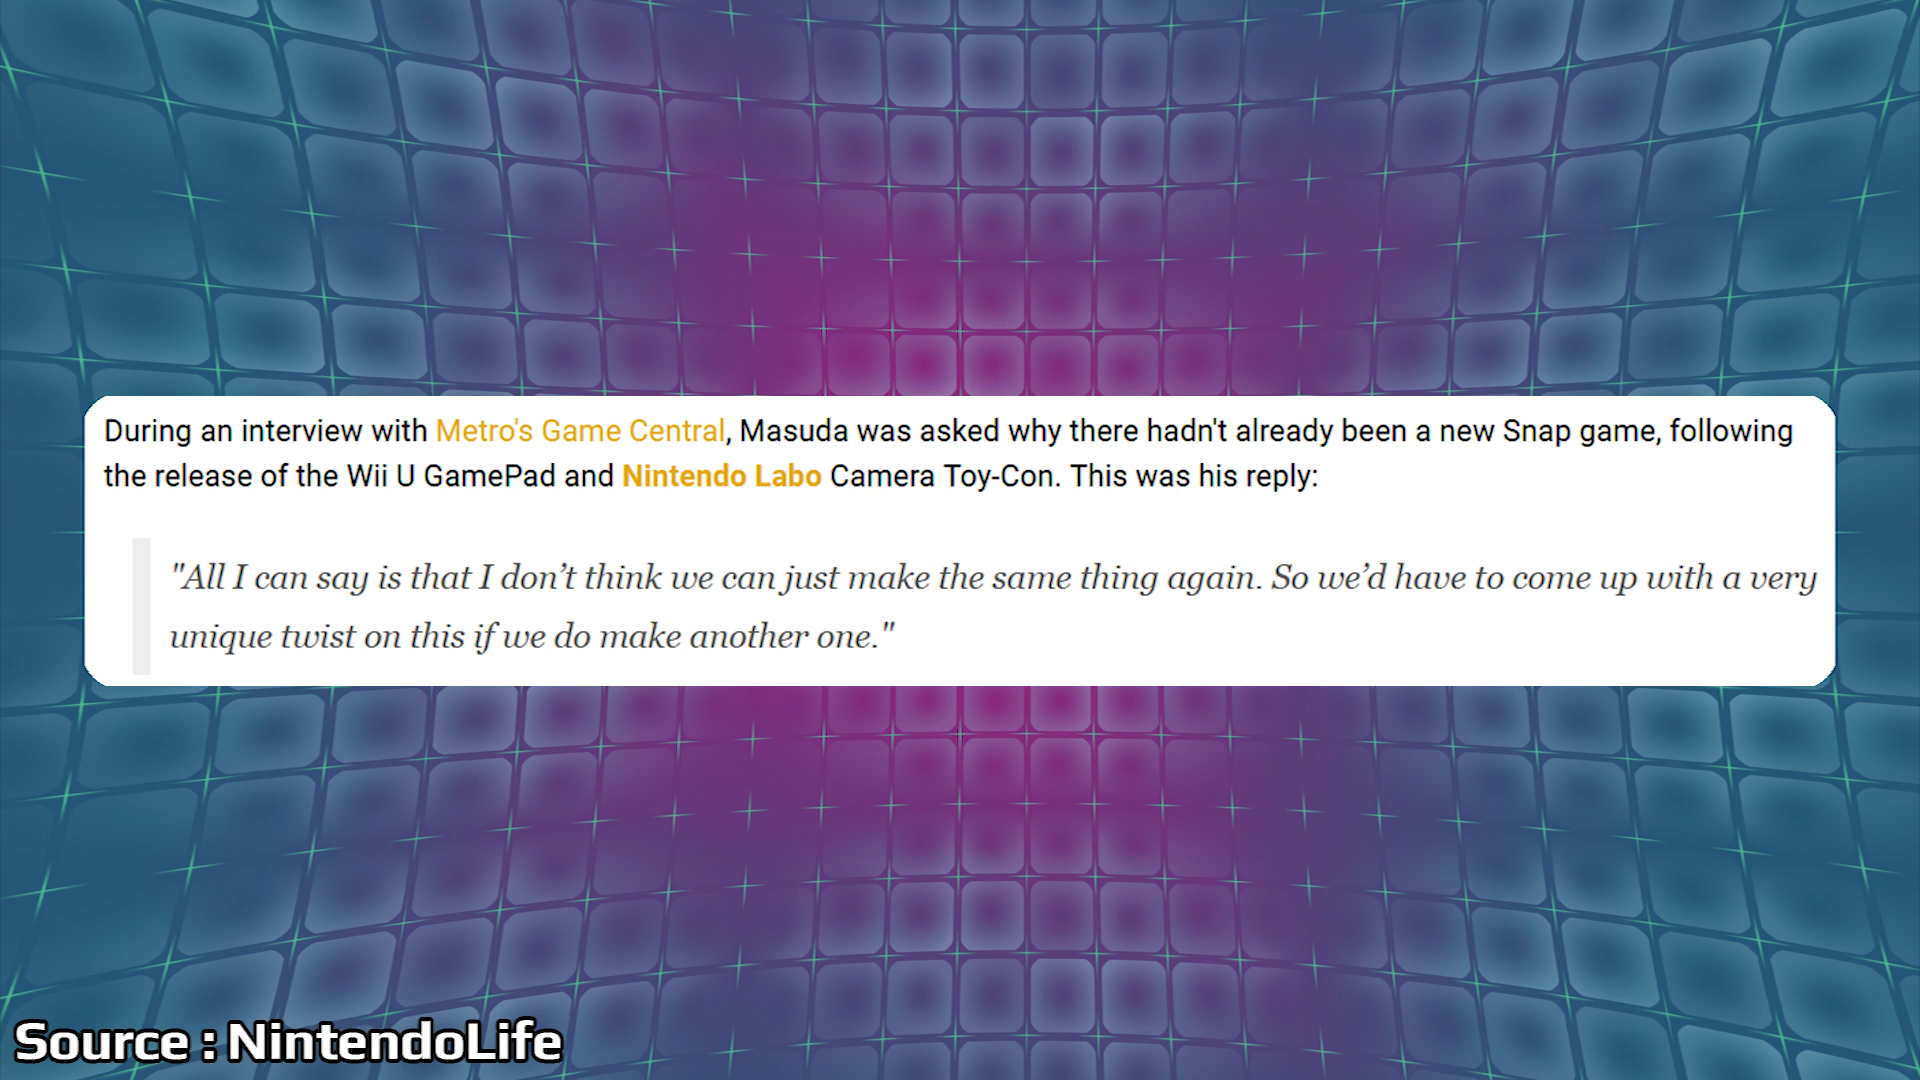 During an interview with Metro's Game Central, Masuda was asked why there hadn't already been a new Snap game, following
the release of the Wii U GamePad and Nintendo Labo Camera Toy-Con. This was his reply:
"All I can say is that I don’t think we can just make the same thing again. So we’d have to come up with a very
unique twist on this if we do make another one."
Source : NintendoLife